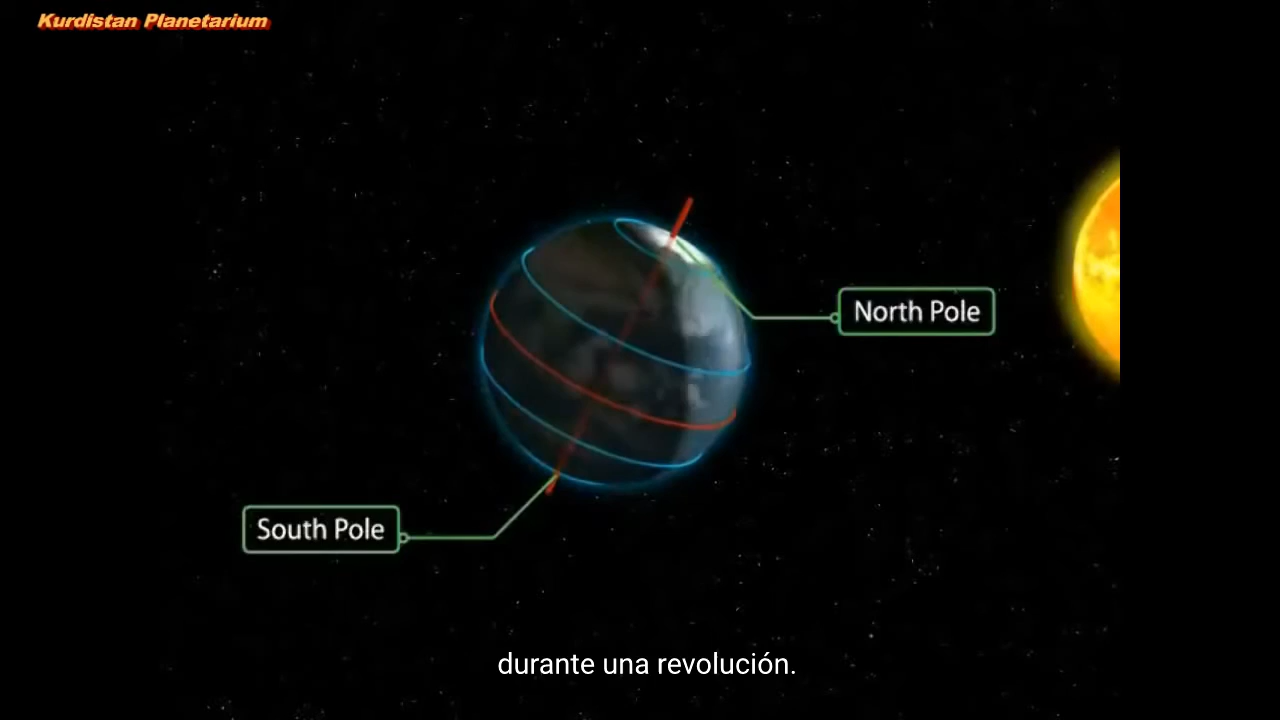 Kurdistan Planetarium
North Pole
South Pole
durante una revolución.